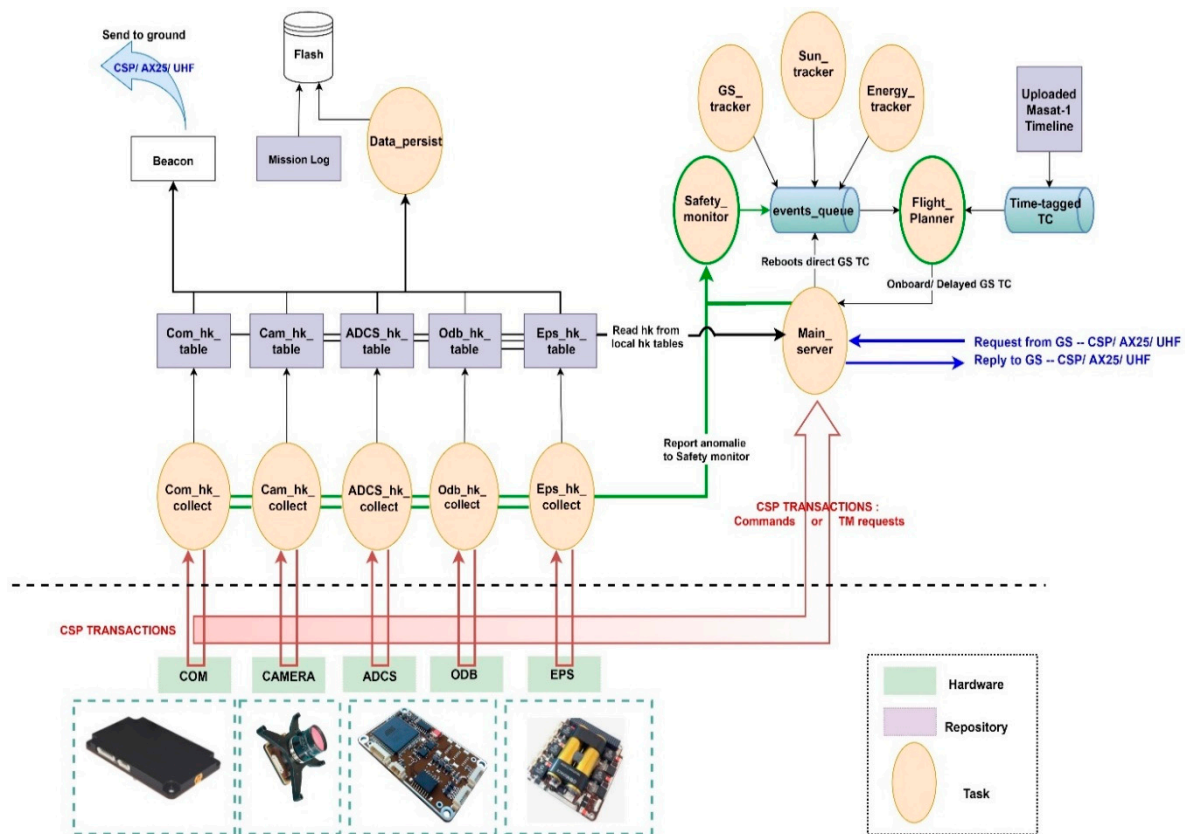 Send to ground
CSP/ AX25/ UHF
Flash
Beacon
Mission Log
Data_persist
GS_
tracker
Sun_
tracker
Energy_
tracker
Uploaded
Masat-1
Timeline
Safety_
monitor
events_queue
Flight_
Planner
Time-tagged
TC
Reboots direct GS TC
Onboard/ Delayed GS TC
Com_hk_
table
Cam_hk_
table
ADCS_hk_
table
Odb_hk_
table
Eps_hk_
table
Read hk from
local hk tables
Main_
server
Request from GS -- CSP/ AX25/ UHF
Reply to GS -- CSP/ AX25/ UHF
Report anomalie
to Safety monitor
Com_hk_
collect
Cam_hk_
collect
ADCS_hk_
collect
Odb_hk_
collect
Eps_hk_
collect
CSP TRANSACTIONS :
Commands or TM requests
CSP TRANSACTIONS
COM
CAMERA
ADCS
ODB
EPS
Hardware
Repository
Task